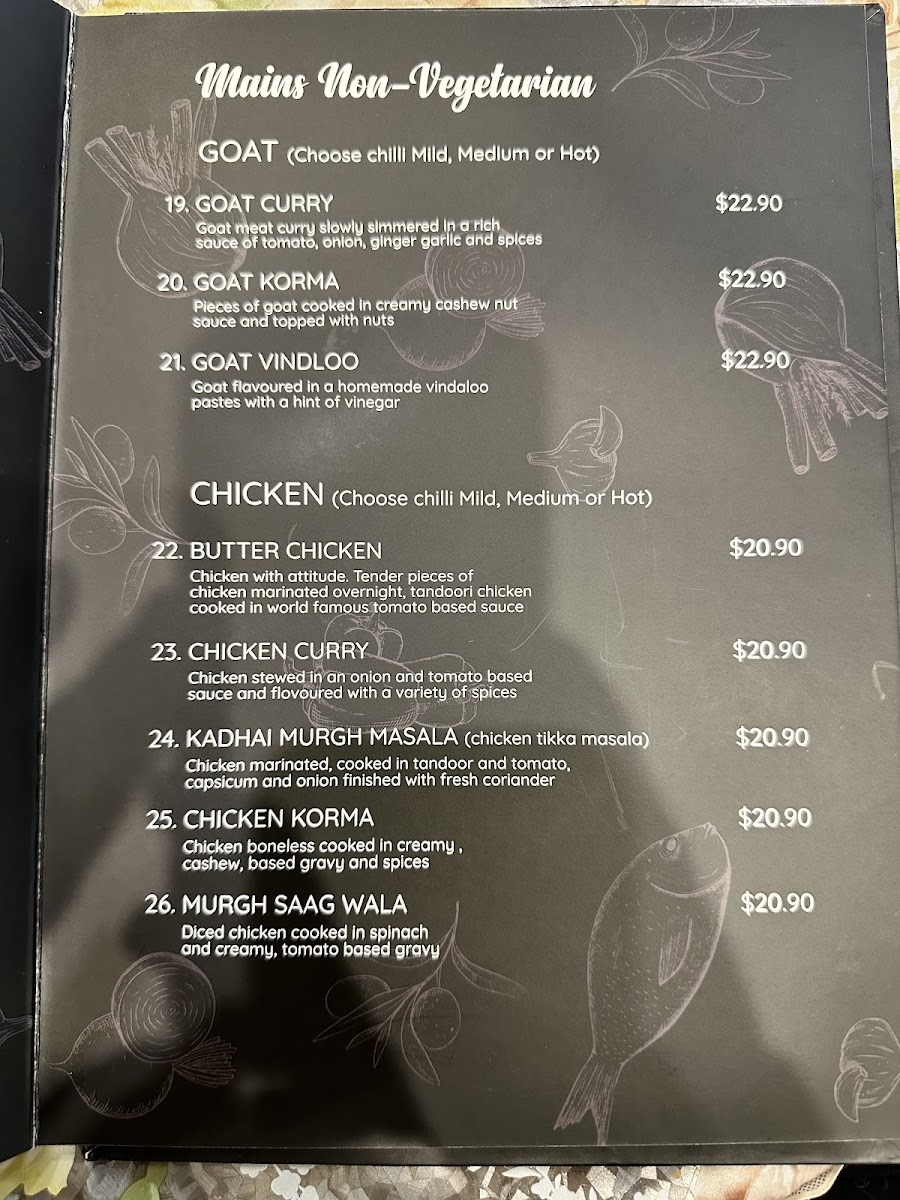 Mains Non-Vegetarian
GOAT (Choose chilli Mild, Medium or Hot)
19. GOAT CURRY $22.90
Goat meat curry slowly simmered in a rich
sauce of tomato, onion, ginger garlic and spices
20. GOAT KORMA $22.90
Pieces of goat cooked in creamy cashew nut
sauce and topped with nuts
21. GOAT VINDLOO $22.90
Goat flavoured in a homemade vindaloo
pastes with a hint of vinegar
CHICKEN (Choose chilli Mild, Medium or Hot)
22. BUTTER CHICKEN $20.90
Chicken with attitude. Tender pieces of
chicken marinated overnight, tandoori chicken
cooked in world famous tomato based sauce
23. CHICKEN CURRY $20.90
Chicken stewed in an onion and tomato based
sauce and flovoured with a variety of spices
24. KADHAI MURGH MASALA (chicken tikka masala) $20.90
Chicken marinated, cooked in tandoor and tomato,
capsicum and onion finished with fresh coriander
25. CHICKEN KORMA $20.90
Chicken boneless cooked in creamy ,
cashew, based gravy and spices
26. MURGH SAAG WALA $20.90
Diced chicken cooked in spinach
and creamy, tomato based gravy